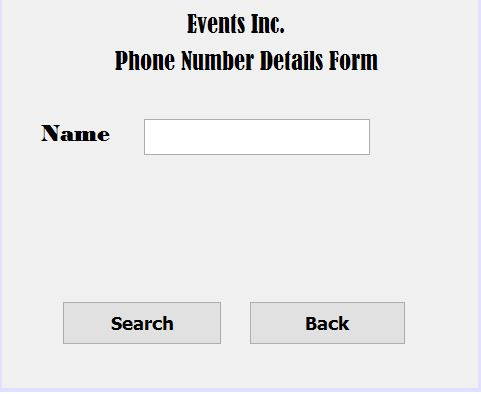 Events Inc.
Phone Number Details Form
Name
Search Back